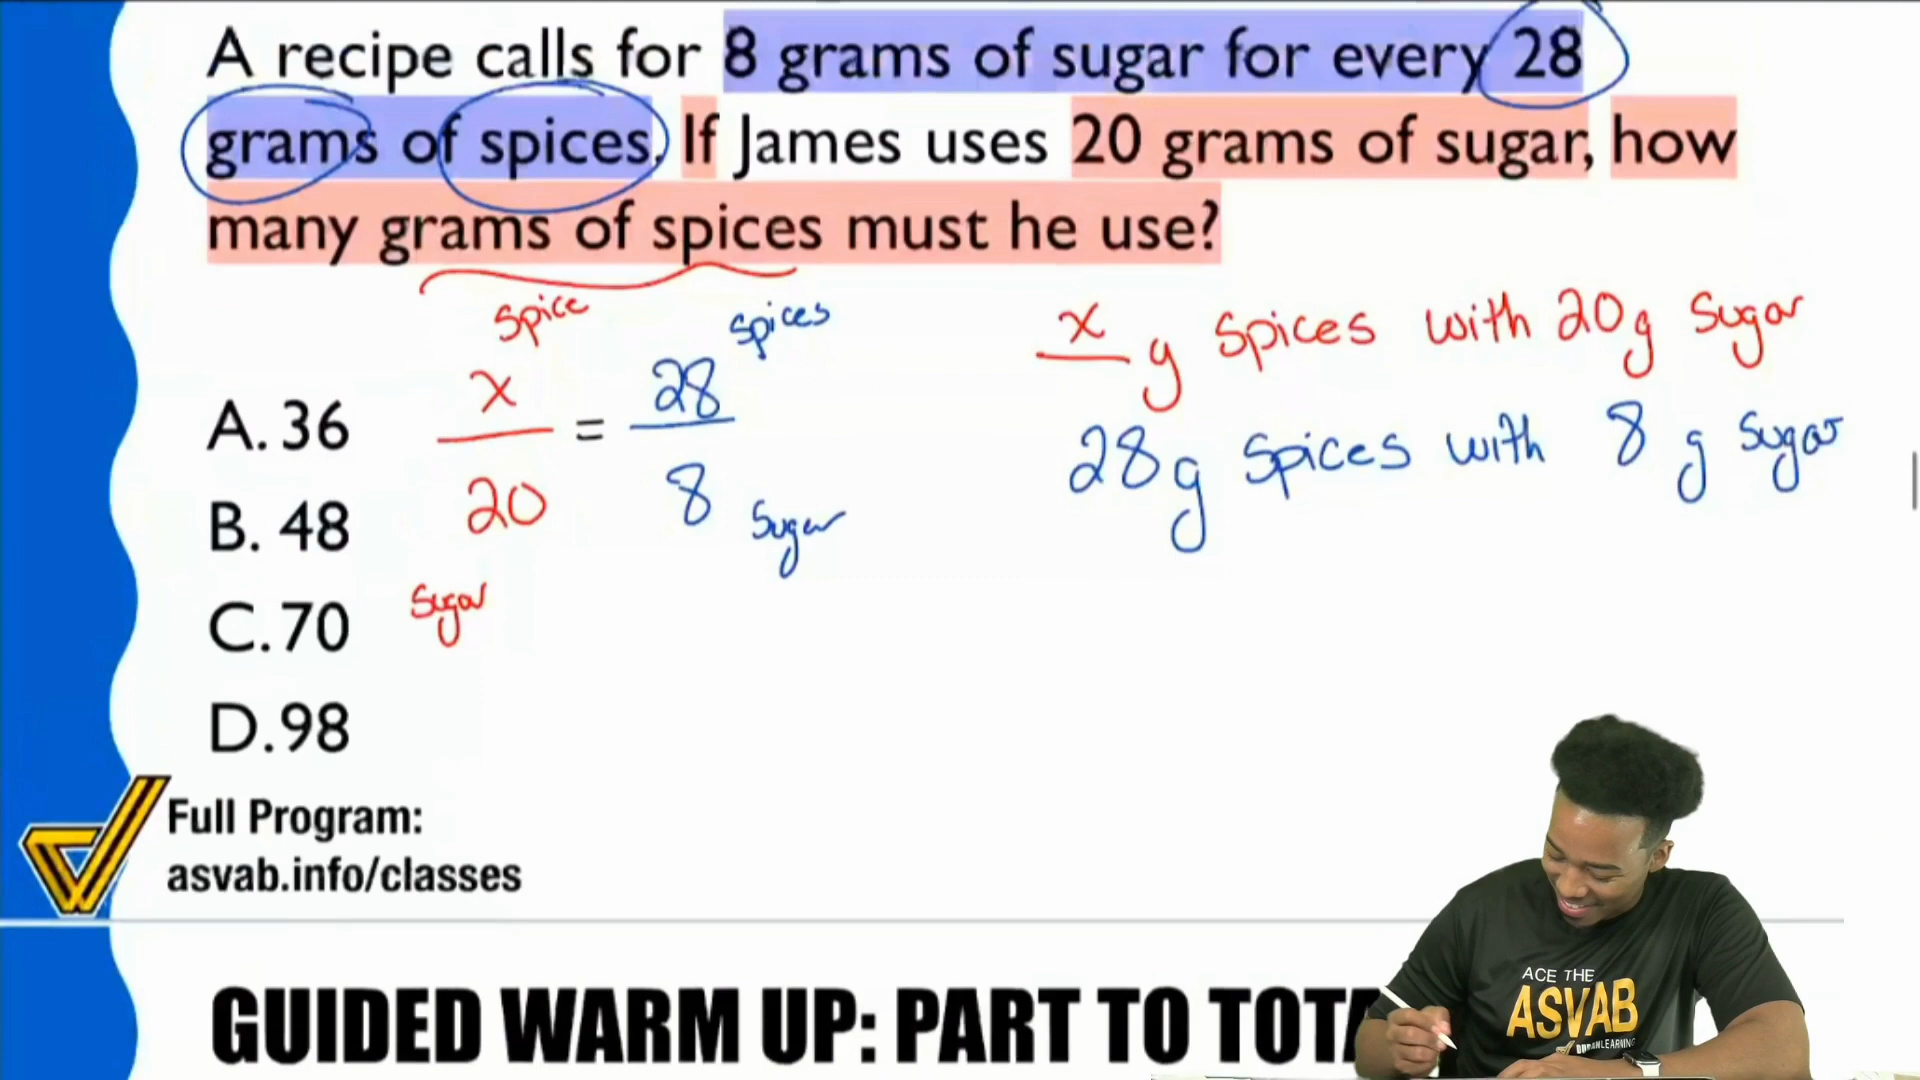 A recipe calls for 8 grams of sugar for every 28
grams of spices. If James uses 20 grams of sugar, how
many grams of spices must he use?
spice
spices
x
g spices with 20g sugar
x
28
A. 36
=
28g spices with 8 g sugar
20
8
sugar
B. 48
C. 70
sugar
D. 98
Full Program:
asvab.info/classes
ACE THE
ASVAB
GUIDED WARM UP: PART TO TOTA